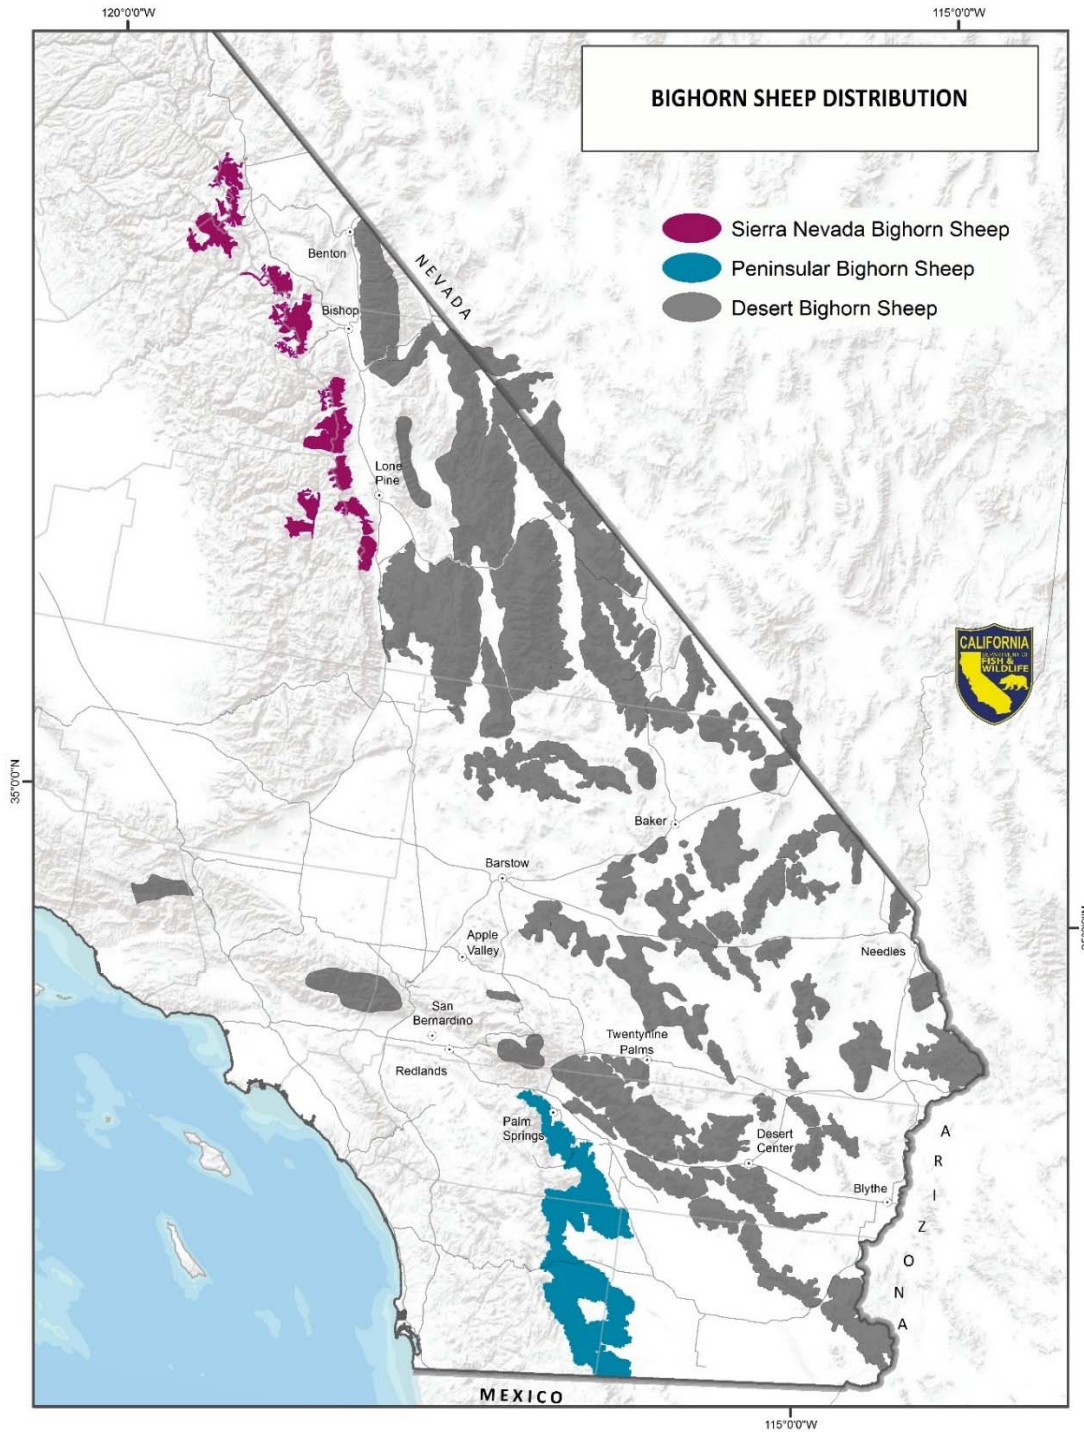 120°0'0"W
115°0'0"W
BIGHORN SHEEP DISTRIBUTION
Sierra Nevada Bighorn Sheep
Peninsular Bighorn Sheep
Desert Bighorn Sheep
NEVADA
Benton
Bishop
Lone
Pine
CALIFORNIA
DEPARTMENT OF
FISH &
WILDLIFE
35°0'0"N
Baker
Barstow
Apple
Valley
Needles
San
Bernardino
Redlands
Twentynine
Palms
Palm
Springs
Desert
Center
Blythe
ARIZONA
MEXICO
115°0'0"W